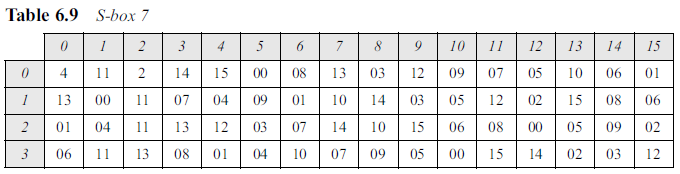 Table 6.9 S-box 7
0 1 2 3 4 5 6 7 8 9 10 11 12 13 14 15
0 4 11 2 14 15 00 08 13 03 12 09 07 05 10 06 01
1 13 00 11 07 04 09 01 10 14 03 05 12 02 15 08 06
2 01 04 11 13 12 03 07 14 10 15 06 08 00 05 09 02
3 06 11 13 08 01 04 10 07 09 05 00 15 14 02 03 12